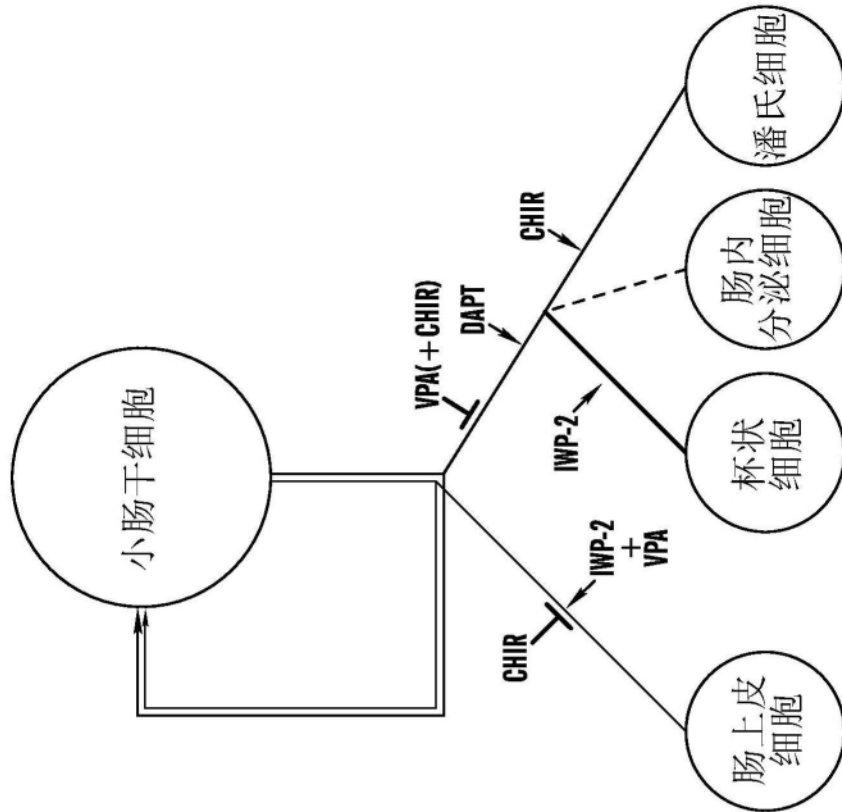 小肠干细胞
VPA(+CHIR)
DAPT
CHIR
CHIR
IWP-2
+
VPA
IWP-2
肠上皮
细胞
杯状
细胞
肠内
分泌细胞
潘氏细胞